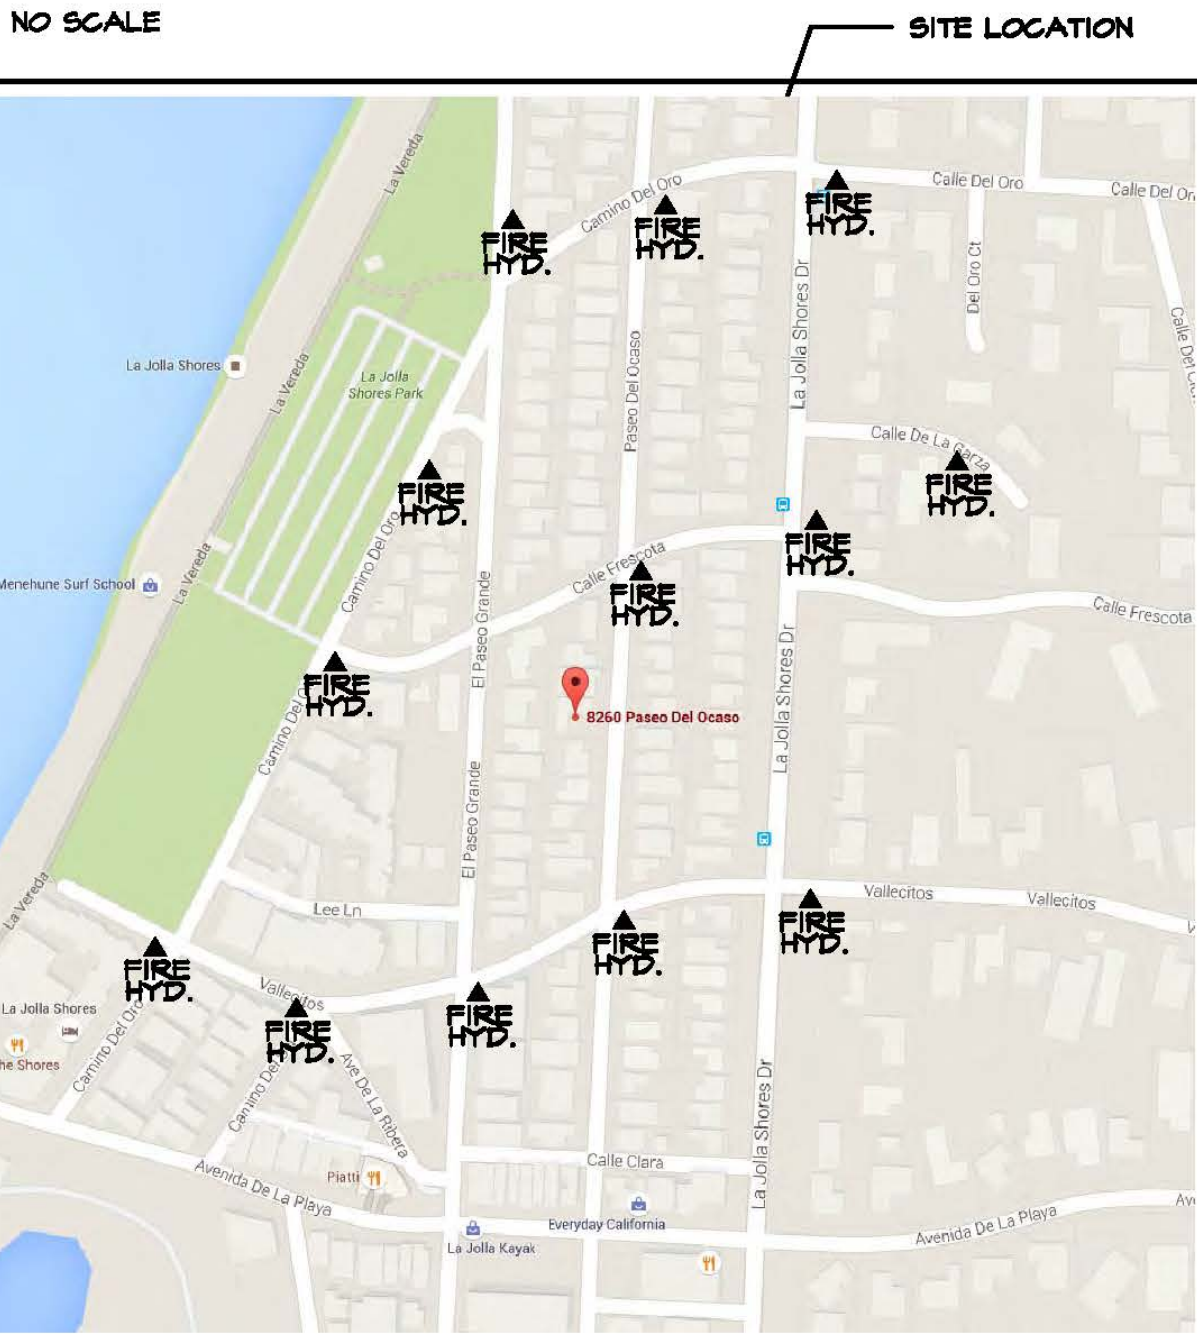 NO SCALE
SITE LOCATION
La Vereda
Camino Del Oro
Calle Del Oro
Calle Del Or
FIRE
HYD.
FIRE
HYD.
FIRE
HYD.
Del Oro Ct
La Jolla Shores Dr
Paseo Del Ocaso
La Jolla Shores
La Vereda
La Jolla
Shores Park
Calle De La Garza
FIRE
HYD.
FIRE
HYD.
FIRE
HYD.
Camino Del Oro
La Vereda
Menehune Surf School
Calle Frescota
FIRE
HYD.
El Paseo Grande
La Jolla Shores Dr
Calle Frescota
FIRE
HYD.
Camino Del
8260 Paseo Del Ocaso
El Paseo Grande
La Vereda
Lee Ln
Vallecitos
Vallecitos
FIRE
HYD.
FIRE
HYD.
FIRE
HYD.
Vallecitos
FIRE
HYD.
FIRE
HYD.
La Jolla Shores
he Shores
Camino Del Oro
Camino Del
Ave De La Ribera
La Jolla Shores Dr
Calle Clara
Piatti
Avenida De La Playa
Everyday California
La Jolla Kayak
Avenida De La Playa
Av